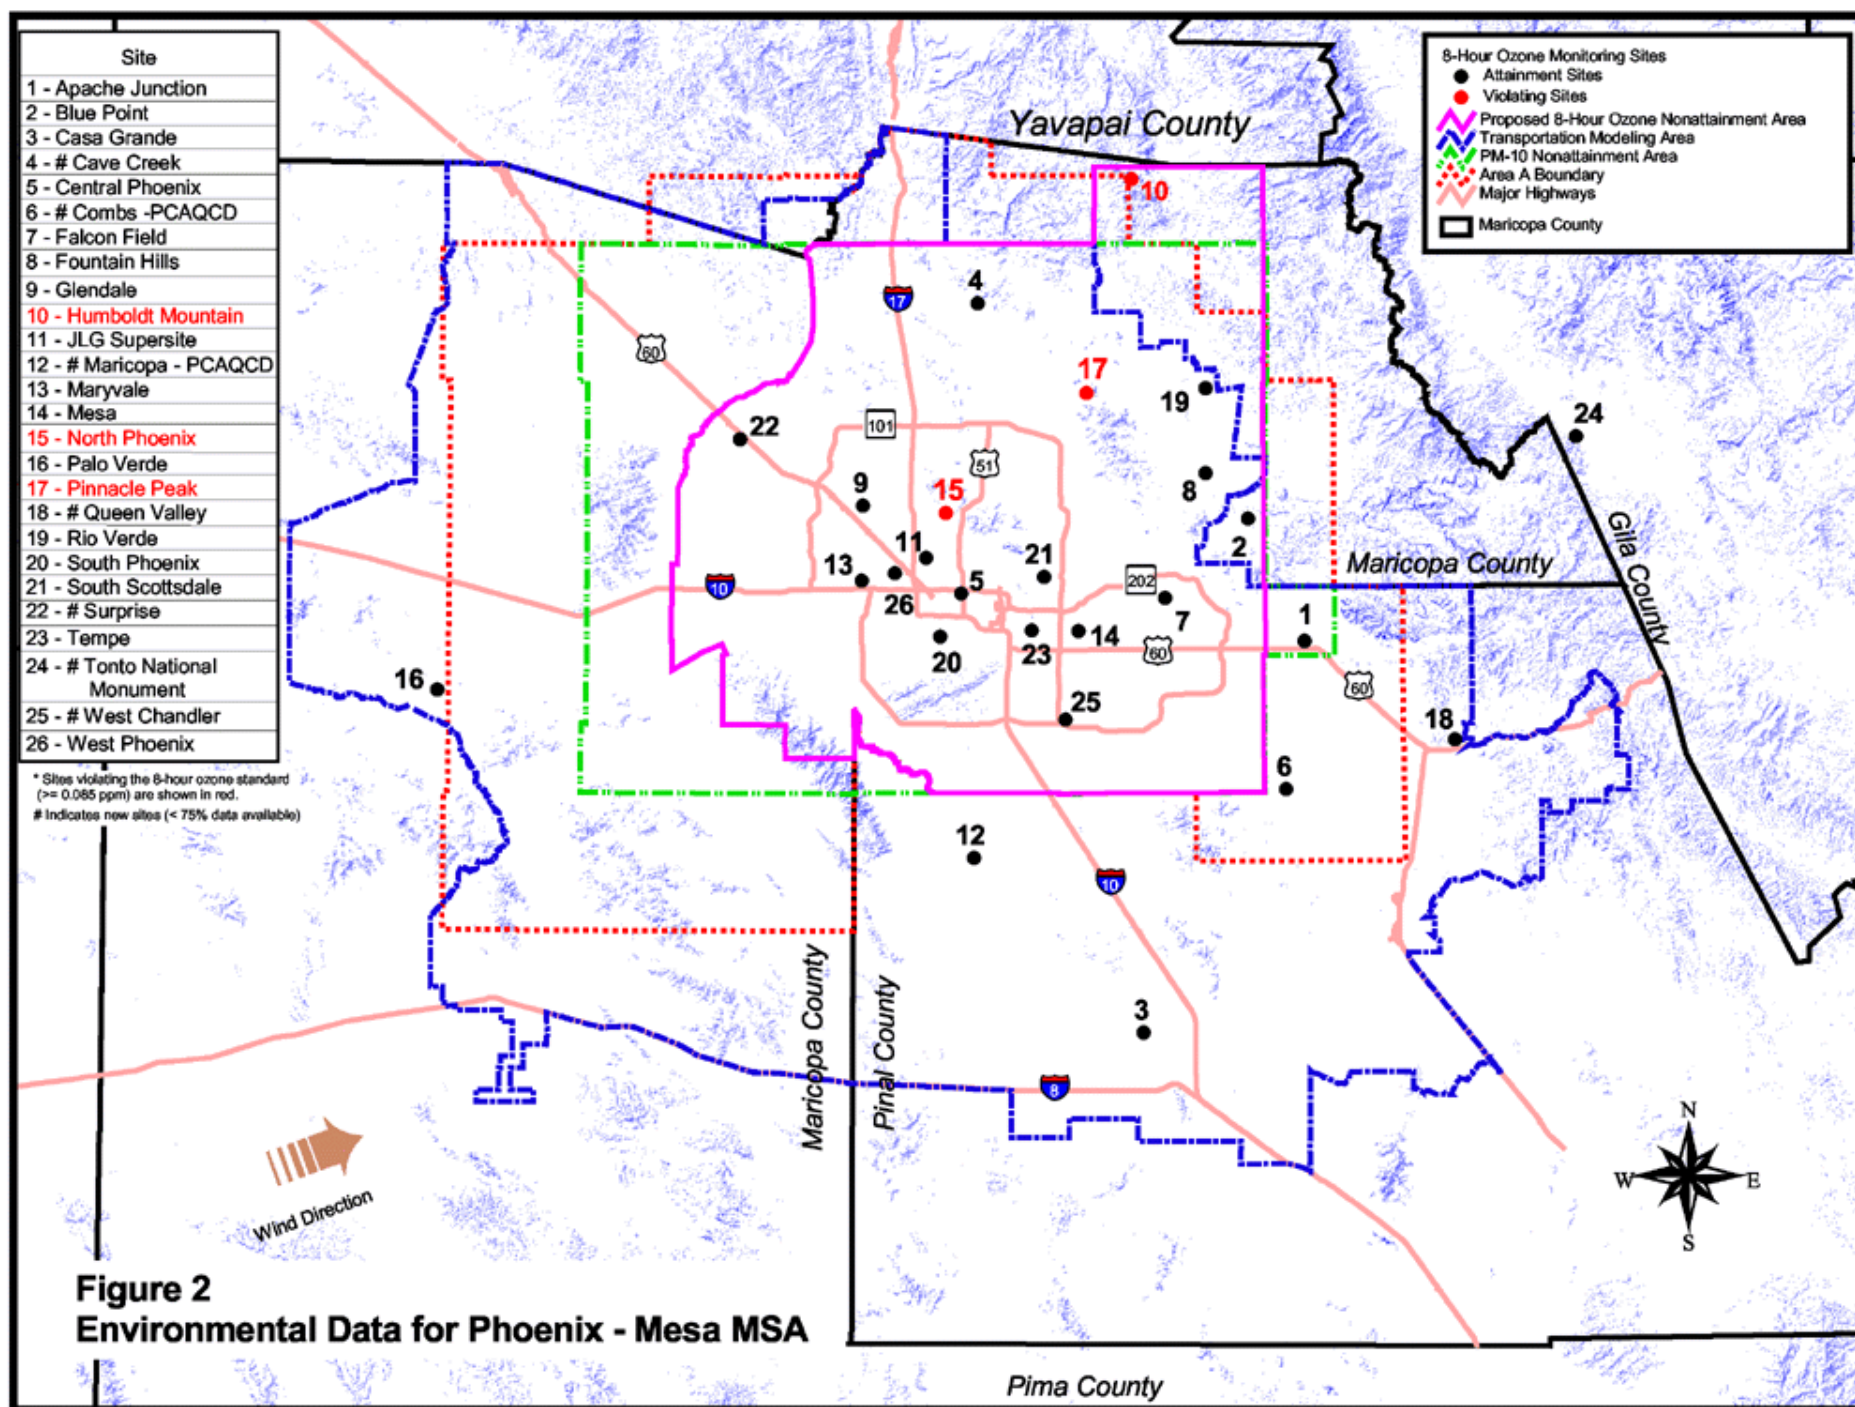 Site
1 - Apache Junction
2 - Blue Point
3 - Casa Grande
4 - # Cave Creek
5 - Central Phoenix
6 - # Combs -PCAQCD
7 - Falcon Field
8 - Fountain Hills
9 - Glendale
10 - Humboldt Mountain
11 - JLG Supersite
12 - # Maricopa - PCAQCD
13 - Maryvale
14 - Mesa
15 - North Phoenix
16 - Palo Verde
17 - Pinnacle Peak
18 - # Queen Valley
19 - Rio Verde
20 - South Phoenix
21 - South Scottsdale
22 - # Surprise
23 - Tempe
24 - # Tonto National
Monument
25 - # West Chandler
26 - West Phoenix
* Sites violating the 8-hour ozone standard
(>= 0.085 ppm) are shown in red.
# Indicates new sites (< 75% data available)
8-Hour Ozone Monitoring Sites
Attainment Sites
Violating Sites
Proposed 8-Hour Ozone Nonattainment Area
Transportation Modeling Area
PM-10 Nonattainment Area
Area A Boundary
Major Highways
Maricopa County
Yavapai County
10
4
17
60
17
19
24
22
101
51
9
15
8
2
Gila County
Maricopa County
11
21
13
10
26
5
202
7
1
20
23
14
60
60
16
25
18
6
12
10
Maricopa County
Pinal County
3
8
Wind Direction
N
W
E
S
Figure 2
Environmental Data for Phoenix - Mesa MSA
Pima County